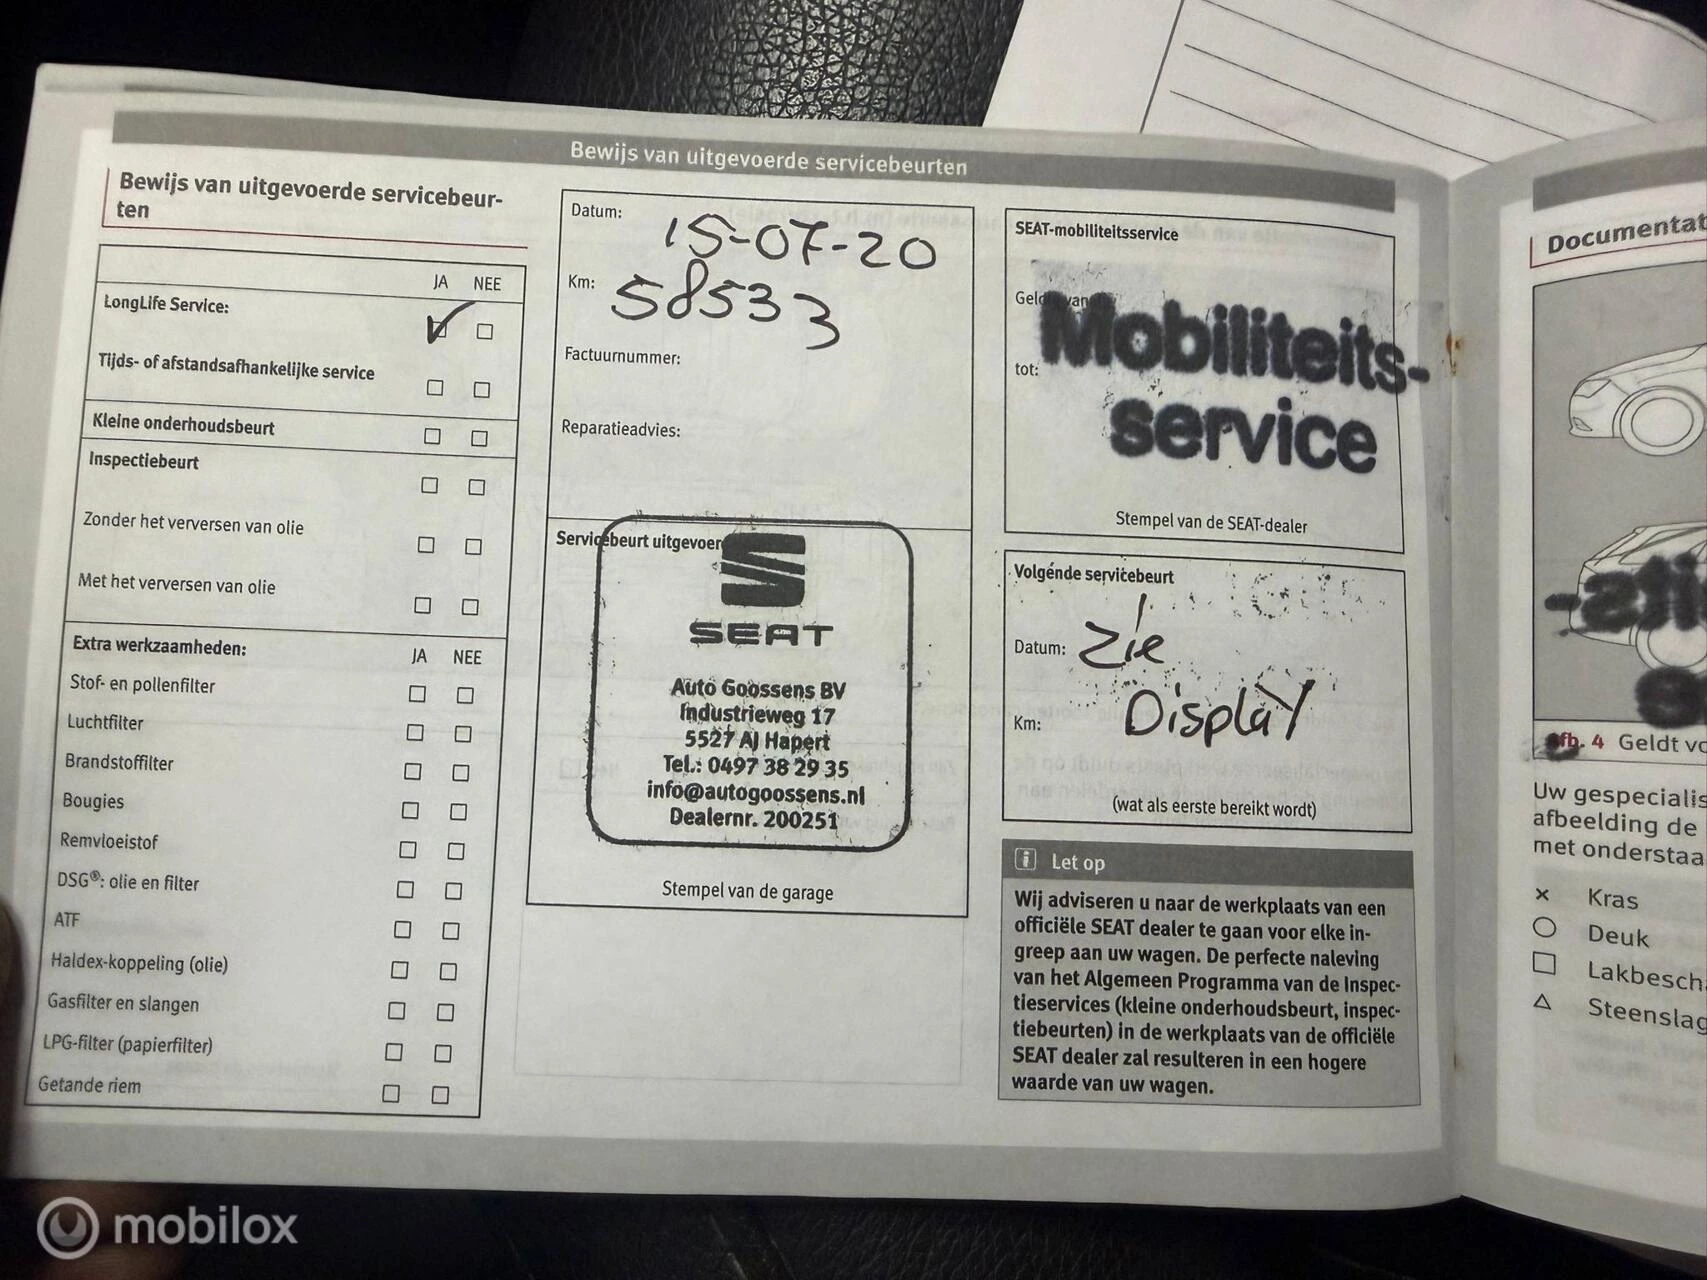 Bewijs van uitgevoerde servicebeurten
Bewijs van uitgevoerde servicebeur-
ten
JA NEE
LongLife Service:
Tijds- of afstandsafhankelijke service
Kleine onderhoudsbeurt
Inspectiebeurt
Zonder het verversen van olie
Met het verversen van olie
Extra werkzaamheden: JA NEE
Stof- en pollenfilter
Luchtfilter
Brandstoffilter
Bougies
Remvloeistof
DSG®: olie en filter
ATF
Haldex-koppeling (olie)
Gasfilter en slangen
LPG-filter (papierfilter)
Getande riem
Datum: 15-07-20
Km: 58533
Factuurnummer:
Reparatieadvies:
Servicebeurt uitgevoer
SEAT
Auto Goossens BV
Industrieweg 17
5527 AJ Hapert
Tel.: 0497 38 29 35
info@autogoossens.nl
Dealernr. 200251
Stempel van de garage
SEAT-mobiliteitsservice
tot:
Mobiliteits-
service
Stempel van de SEAT-dealer
Volgende servicebeurt
Datum: Zie
Km: Display
(wat als eerste bereikt wordt)
i Let op
Wij adviseren u naar de werkplaats van een
officiële SEAT dealer te gaan voor elke in-
greep aan uw wagen. De perfecte naleving
van het Algemeen Programma van de Inspec-
tieservices (kleine onderhoudsbeurt, inspec-
tiebeurten) in de werkplaats van de officiële
SEAT dealer zal resulteren in een hogere
waarde van uw wagen.
Documentat
afb. 4 Geldt vo
Uw gespecialis
afbeelding de
met onderstaa
Kras
Deuk
Lakbesch
Steenslag
mobilox